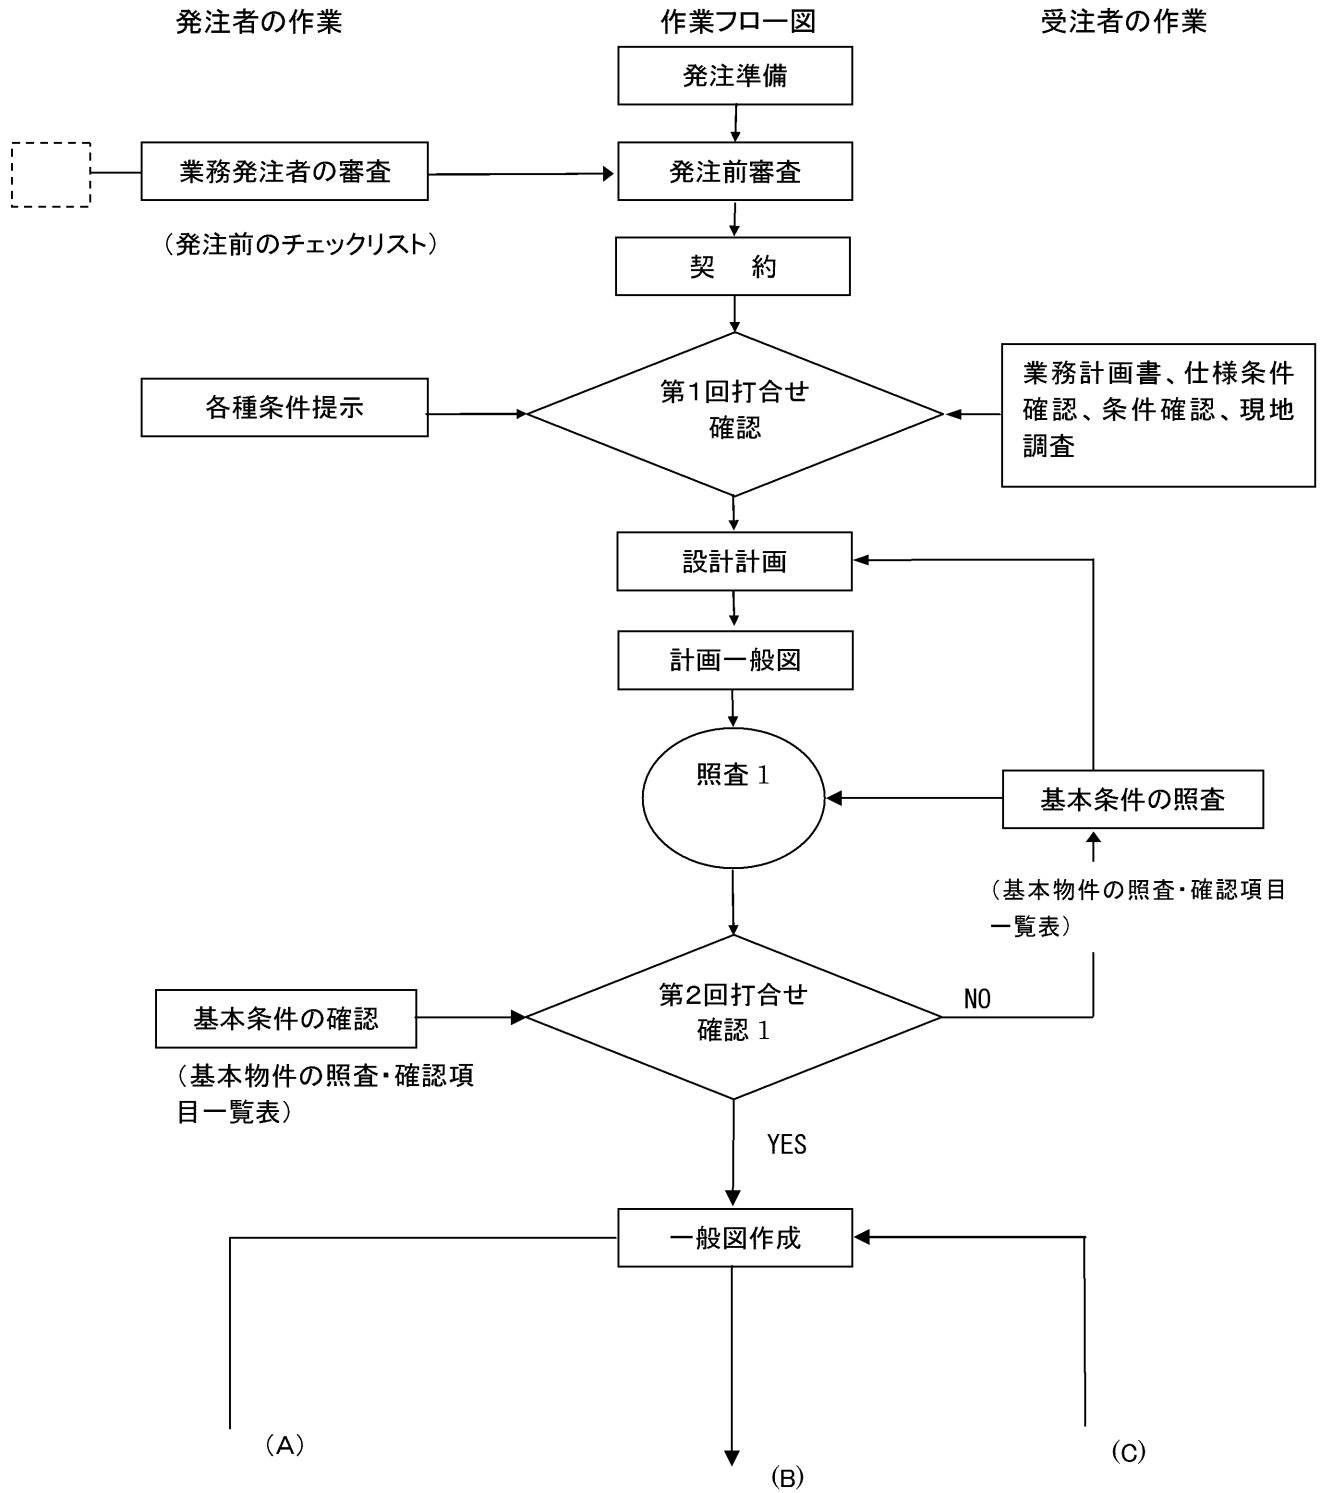 発注者の作業
作業フロー図
受注者の作業
発注準備
業務発注者の審査
発注前審査
（発注前のチェックリスト）
契　約
各種条件提示
第１回打合せ
確認
業務計画書、仕様条件
確認、条件確認、現地
調査
設計計画
計画一般図
照査１
基本条件の照査
（基本物件の照査・確認項目
一覧表）
基本条件の確認
（基本物件の照査・確認項
目一覧表）
第２回打合せ
確認１
NO
YES
一般図作成
（A）
(B)
(C)